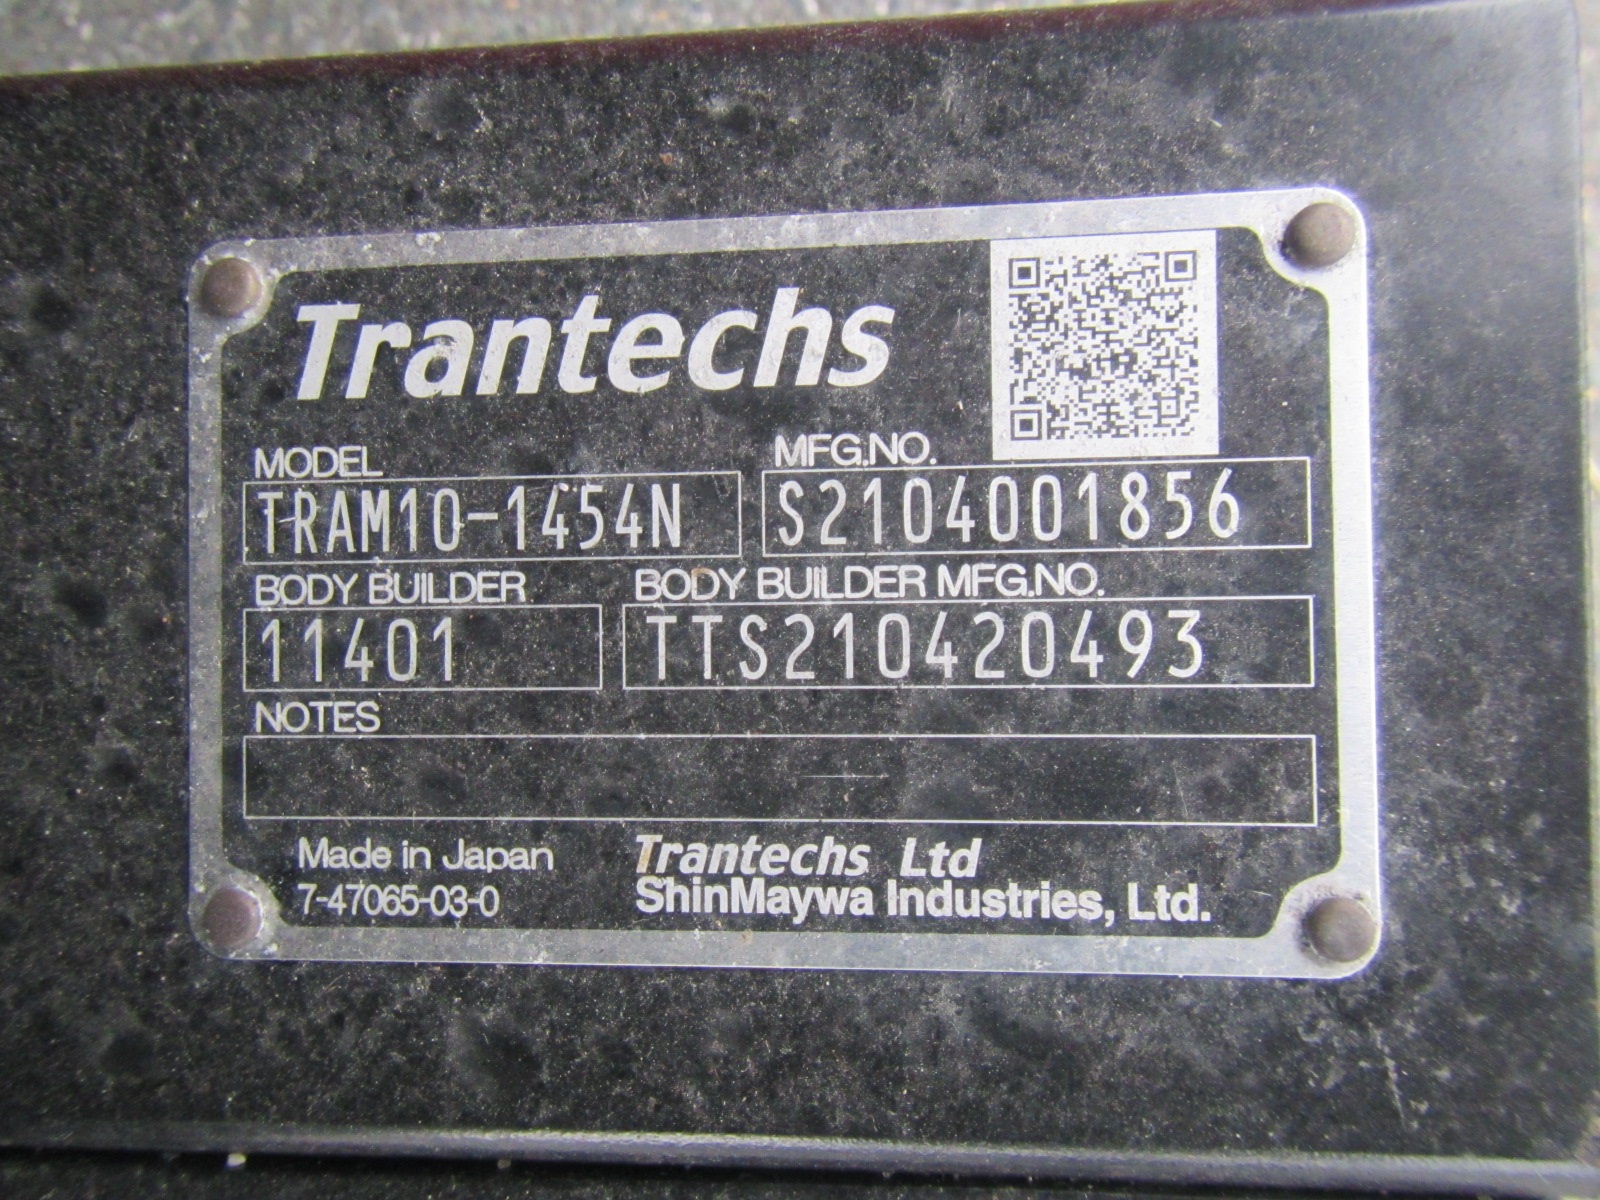 Trantechs
MODEL
MFG.NO.
TRAM10-1454N
S2104001856
BODY BUILDER
BODY BUILDER MFG.NO.
11401
TTS210420493
NOTES
Made in Japan
Trantechs Ltd
7-47065-03-0
ShinMaywa Industries, Ltd.